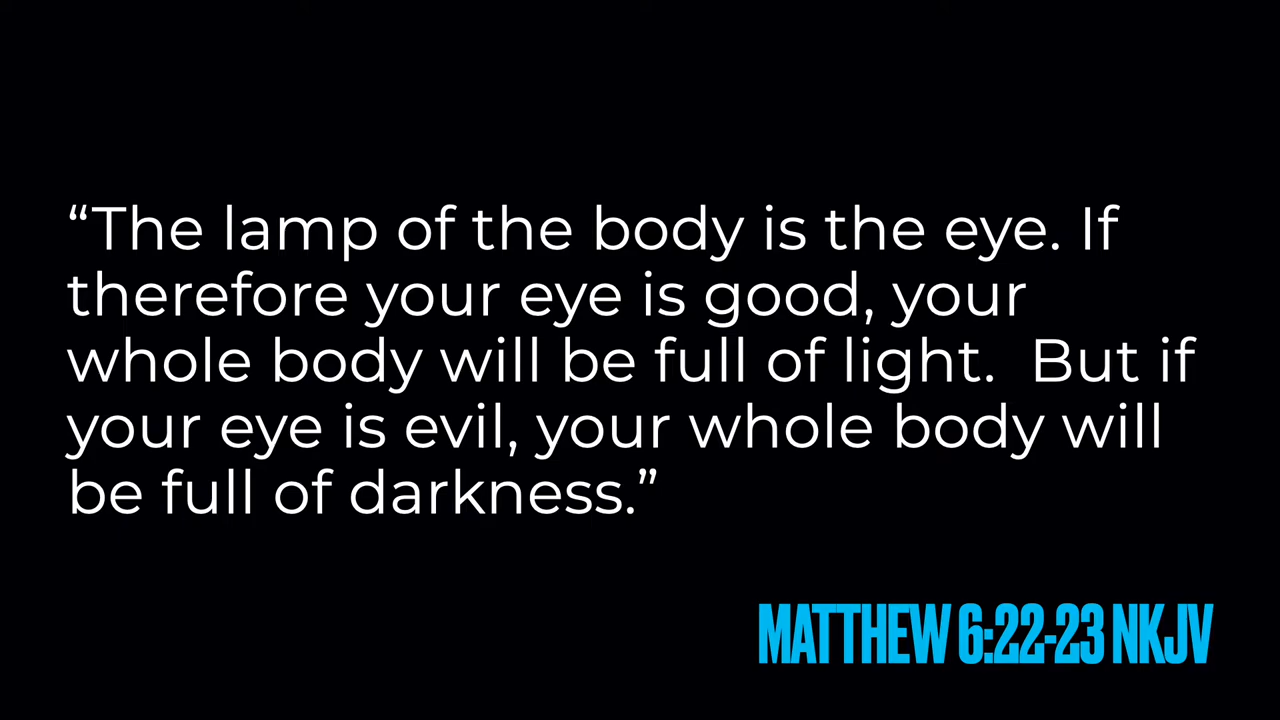 “The lamp of the body is the eye. If
therefore your eye is good, your
whole body will be full of light.  But if
your eye is evil, your whole body will
be full of darkness.”
MATTHEW 6:22-23 NKJV